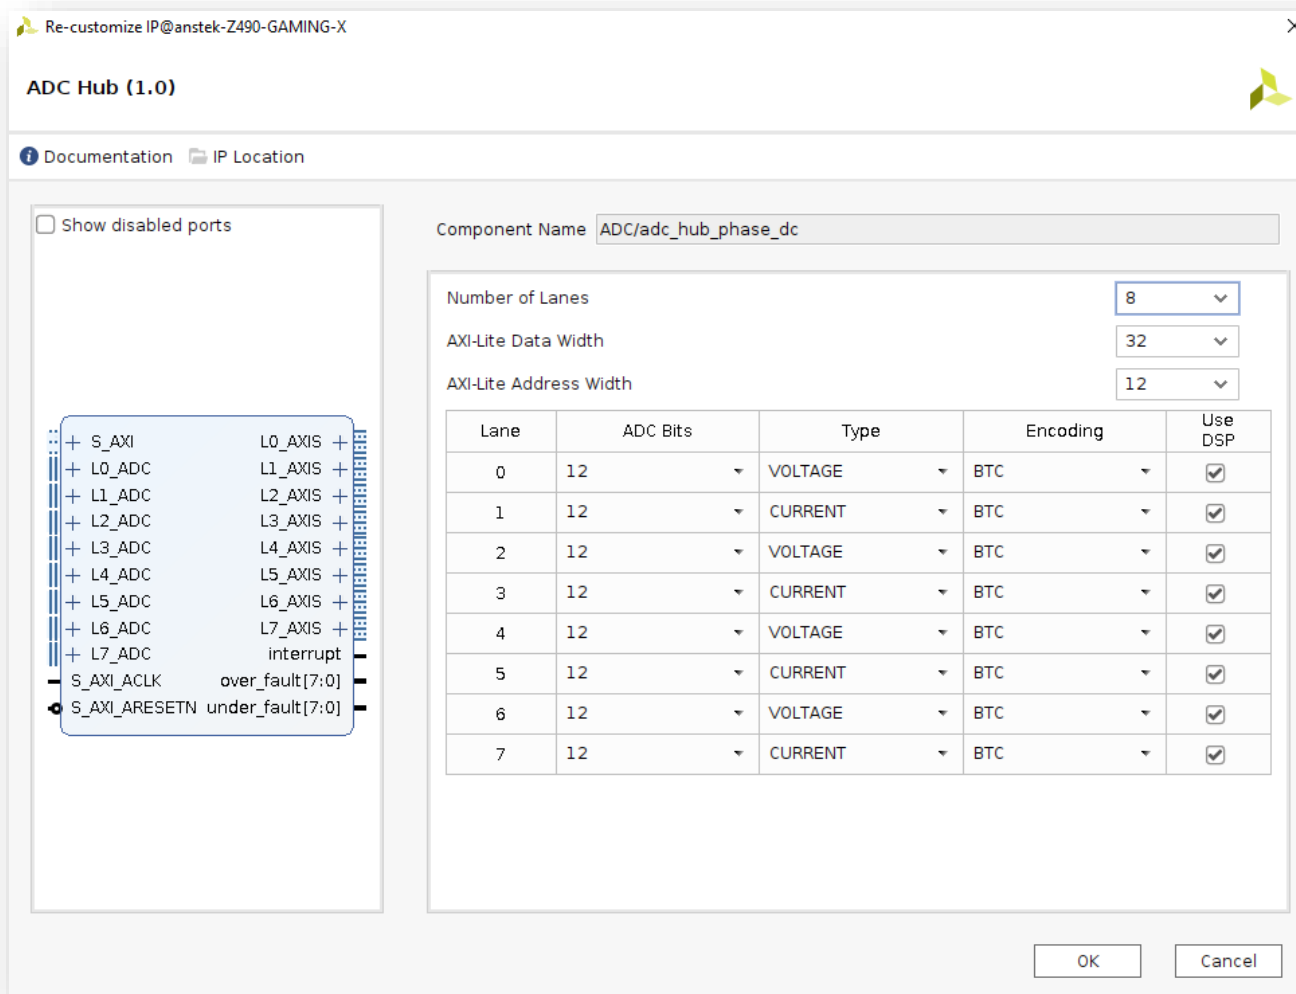 Re-customize IP@anstek-Z490-GAMING-X
ADC Hub (1.0)
Documentation IP Location
Show disabled ports
S_AXI L0_AXIS
L0_ADC L1_AXIS
L1_ADC L2_AXIS
L2_ADC L3_AXIS
L3_ADC L4_AXIS
L4_ADC L5_AXIS
L5_ADC L6_AXIS
L6_ADC L7_AXIS
L7_ADC interrupt
S_AXI_ACLK over_fault[7:0]
S_AXI_ARESETN under_fault[7:0]
Component Name ADC/adc_hub_phase_dc
Number of Lanes 8
AXI-Lite Data Width 32
AXI-Lite Address Width 12
Lane ADC Bits Type Encoding Use DSP
0 12 VOLTAGE BTC
1 12 CURRENT BTC
2 12 VOLTAGE BTC
3 12 CURRENT BTC
4 12 VOLTAGE BTC
5 12 CURRENT BTC
6 12 VOLTAGE BTC
7 12 CURRENT BTC
OK Cancel